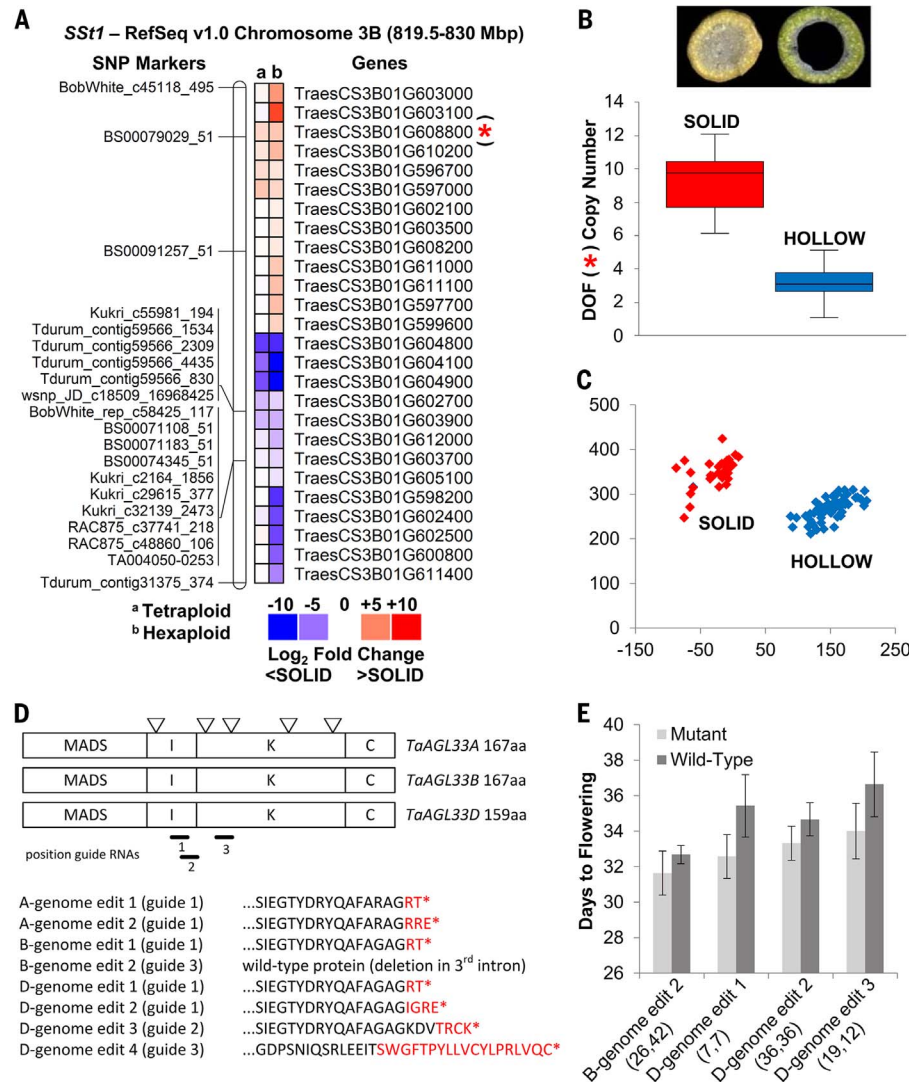 A
SSt1 – RefSeq v1.0 Chromosome 3B (819.5-830 Mbp)
SNP Markers
a b
Genes
BobWhite_c45118_495
BS00079029_51
BS00091257_51
Kukri_c55981_194
Tdurum_contig59566_1534
Tdurum_contig59566_2309
Tdurum_contig59566_4435
Tdurum_contig59566_830
wsnp_JD_c18509_16968425
BobWhite_rep_c58425_117
BS00071108_51
BS00071183_51
BS00074345_51
Kukri_c2164_1856
Kukri_c29615_377
Kukri_c32139_2473
RAC875_c37741_218
RAC875_c48860_106
TA004050-0253
Tdurum_contig31375_374
TraesCS3B01G603000
TraesCS3B01G603100
TraesCS3B01G608800 (*)
TraesCS3B01G610200
TraesCS3B01G596700
TraesCS3B01G597000
TraesCS3B01G602100
TraesCS3B01G603500
TraesCS3B01G608200
TraesCS3B01G611000
TraesCS3B01G611100
TraesCS3B01G597700
TraesCS3B01G599600
TraesCS3B01G604800
TraesCS3B01G604100
TraesCS3B01G604900
TraesCS3B01G602700
TraesCS3B01G603900
TraesCS3B01G612000
TraesCS3B01G603700
TraesCS3B01G605100
TraesCS3B01G598200
TraesCS3B01G602400
TraesCS3B01G602500
TraesCS3B01G600800
TraesCS3B01G611400
a Tetraploid
b Hexaploid
-10 -5 0 +5 +10
Log2 Fold Change
<SOLID >SOLID
B
DOF (*) Copy Number
14
12
10
8
6
4
2
0
SOLID
HOLLOW
C
500
400
300
200
100
0
-150 -50 50 150 250
SOLID
HOLLOW
D
MADS I K C TaAGL33A 167aa
MADS I K C TaAGL33B 167aa
MADS I K C TaAGL33D 159aa
position guide RNAs
1
2
3
A-genome edit 1 (guide 1) ...SIEGTYDRYQAFARAGRT*
A-genome edit 2 (guide 1) ...SIEGTYDRYQAFARAGRRE*
B-genome edit 1 (guide 1) ...SIEGTYDRYQAFAGAGRT*
B-genome edit 2 (guide 3) wild-type protein (deletion in 3rd intron)
D-genome edit 1 (guide 1) ...SIEGTYDRYQAFAGAGRT*
D-genome edit 2 (guide 1) ...SIEGTYDRYQAFAGAGIGRE*
D-genome edit 3 (guide 2) ...SIEGTYDRYQAFAGAGKDVTRCK*
D-genome edit 4 (guide 3) ...GDPSNIQSRLEEITSWGFTPYLLVCYLPRLVQC*
E
Days to Flowering
40
38
36
34
32
30
28
26
Mutant
Wild-Type
B-genome edit 2
(26,42)
D-genome edit 1
(7,7)
D-genome edit 2
(36,36)
D-genome edit 3
(19,12)